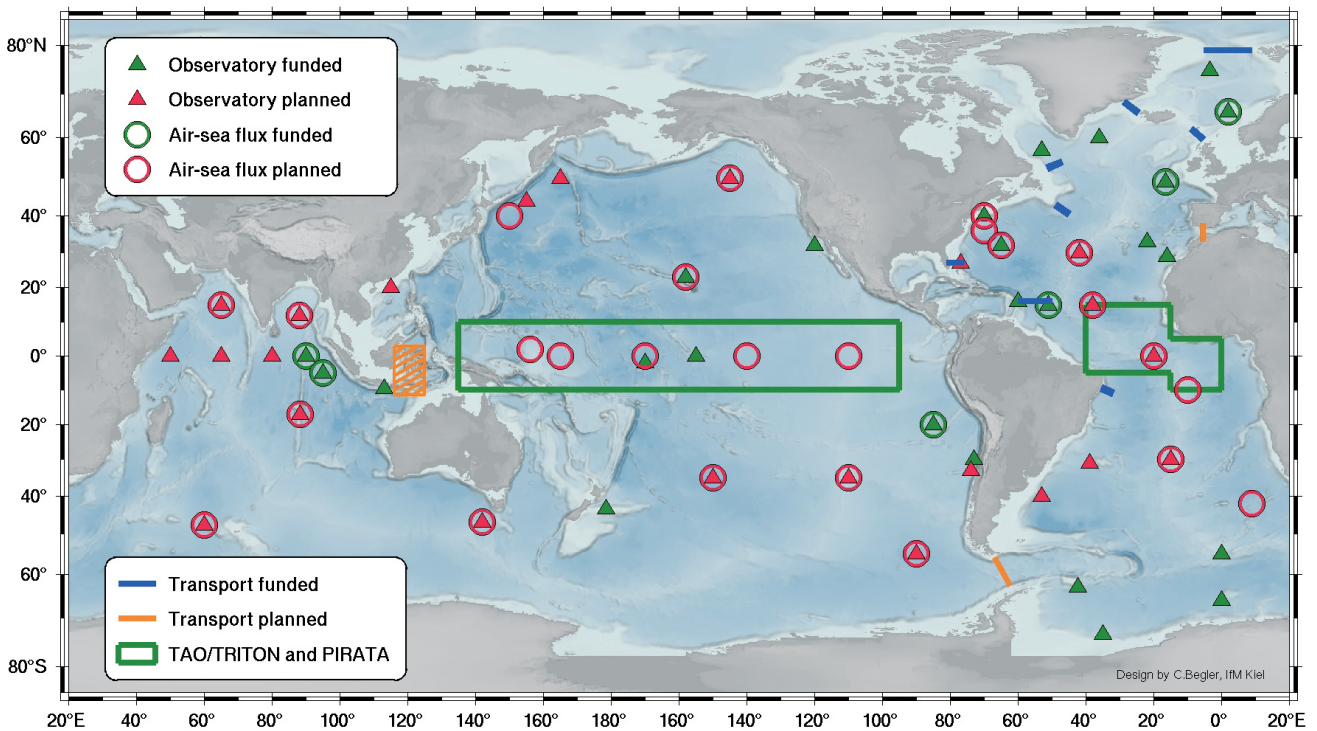 80°N
60°
40°
20°
0°
20°
40°
60°
80°S
Observatory funded
Observatory planned
Air-sea flux funded
Air-sea flux planned
Transport funded
Transport planned
TAO/TRITON and PIRATA
Design by C.Begler, IfM Kiel
20°E 40° 60° 80° 100° 120° 140° 160° 180° 160° 140° 120° 100° 80° 60° 40° 20° 0° 20°E